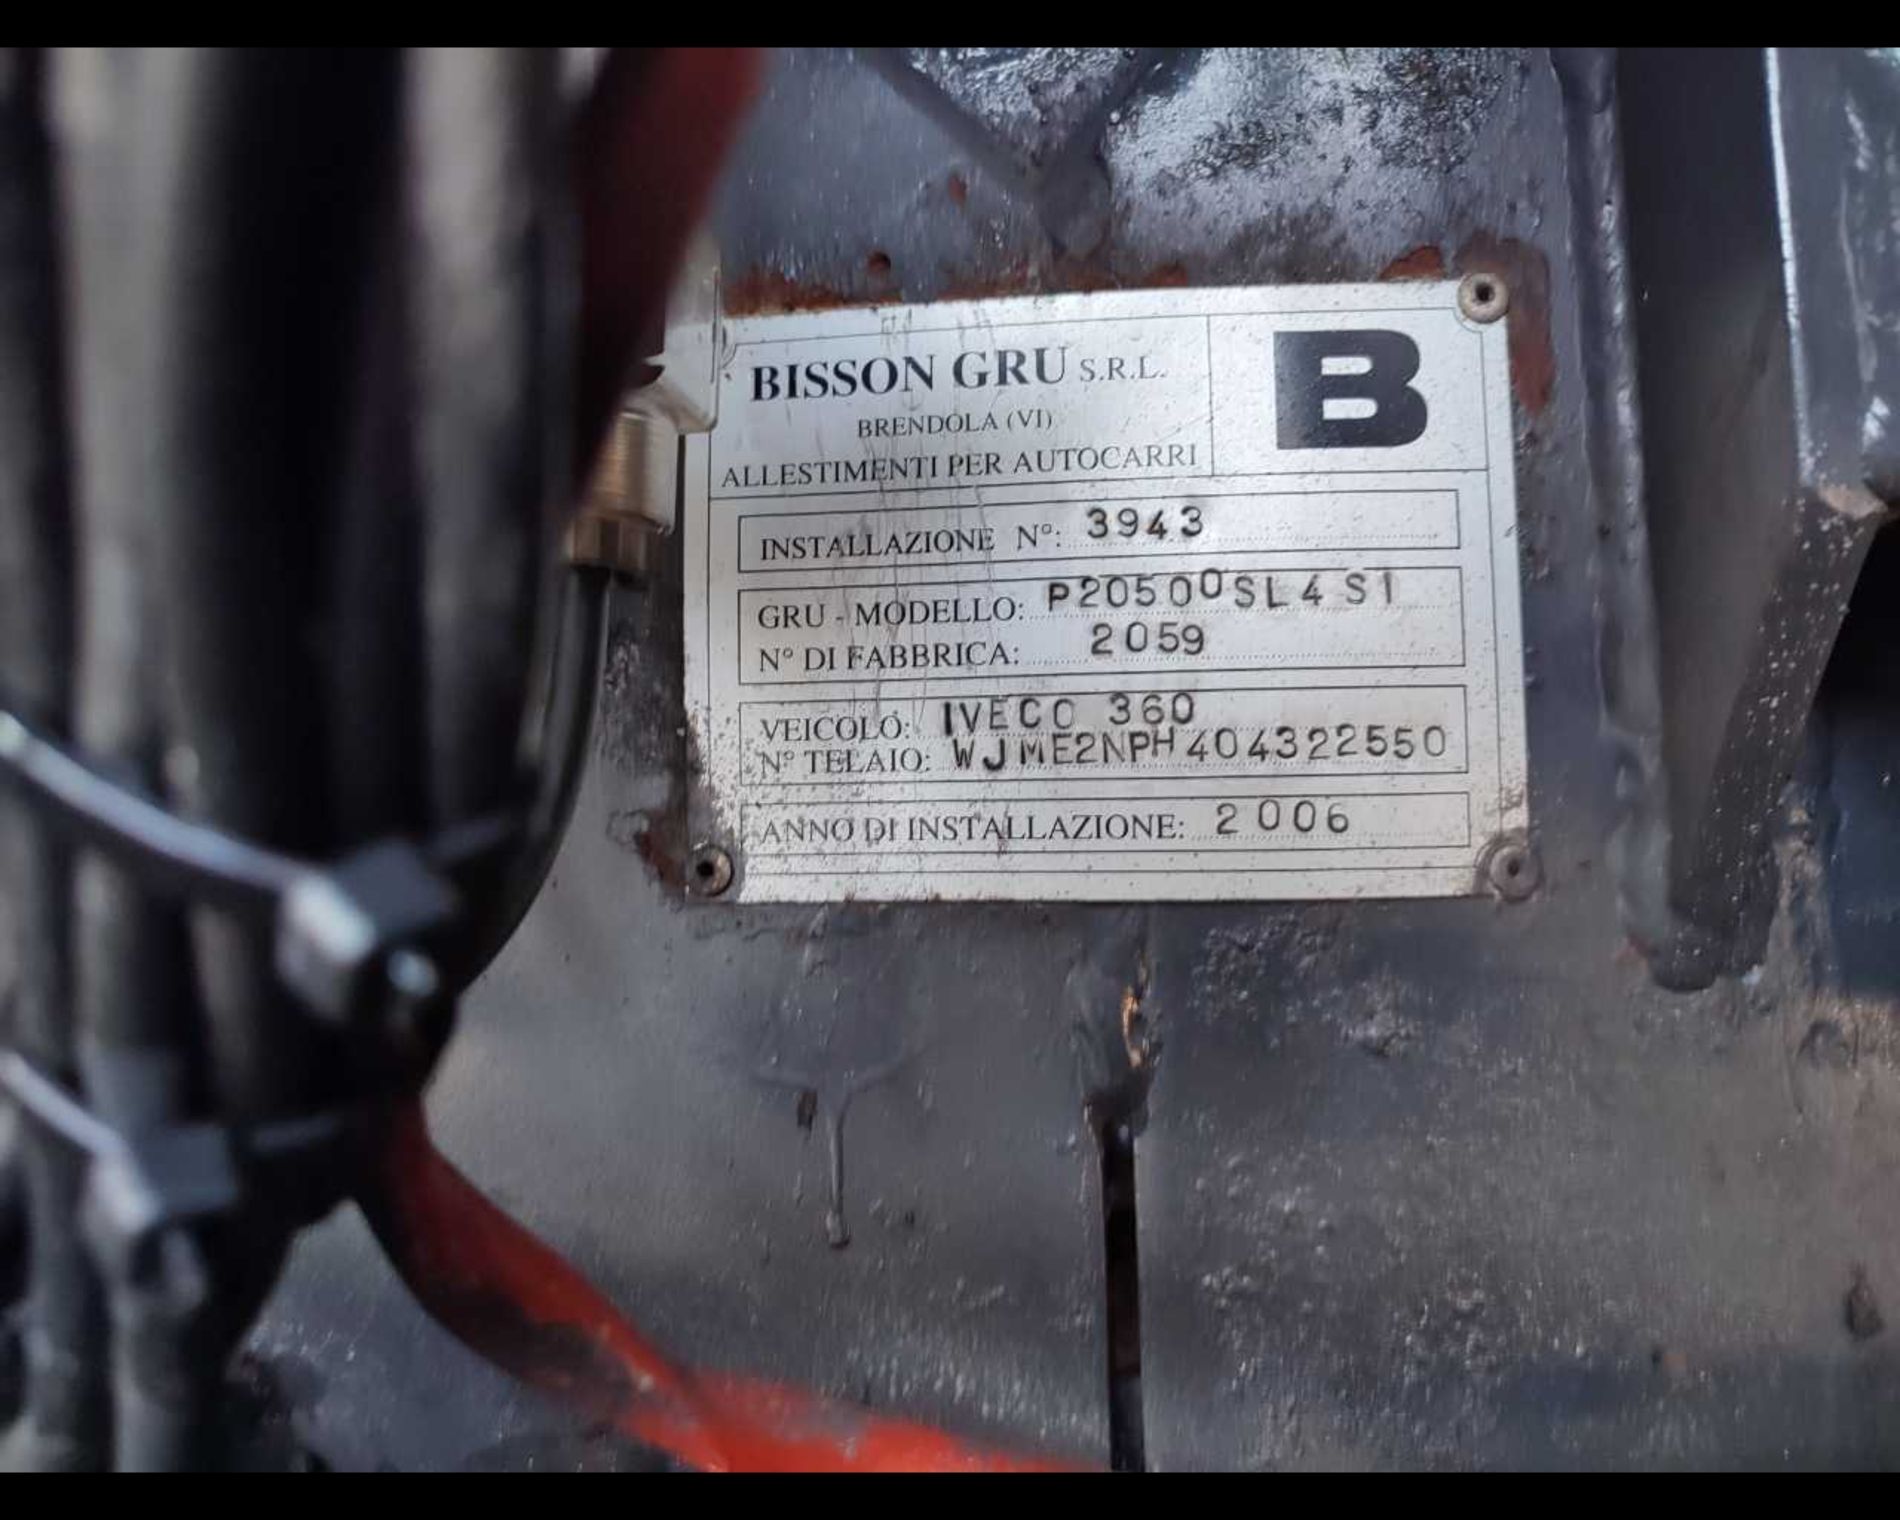 BISSON GRU S.R.L.
BRENDOLA (VI)
ALLESTIMENTI PER AUTOCARRI
B
INSTALLAZIONE N°: 3943
GRU - MODELLO: P20500SL4S1
N° DI FABBRICA: 2059
VEICOLO: IVECO 360
N° TELAIO: WJME2NPH404322550
ANNO DI INSTALLAZIONE: 2006